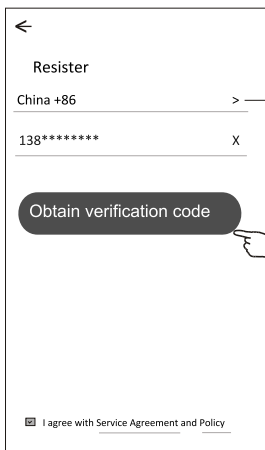 Resister
China +86 >
138******** X
Obtain verification code
I agree with Service Agreement and Policy